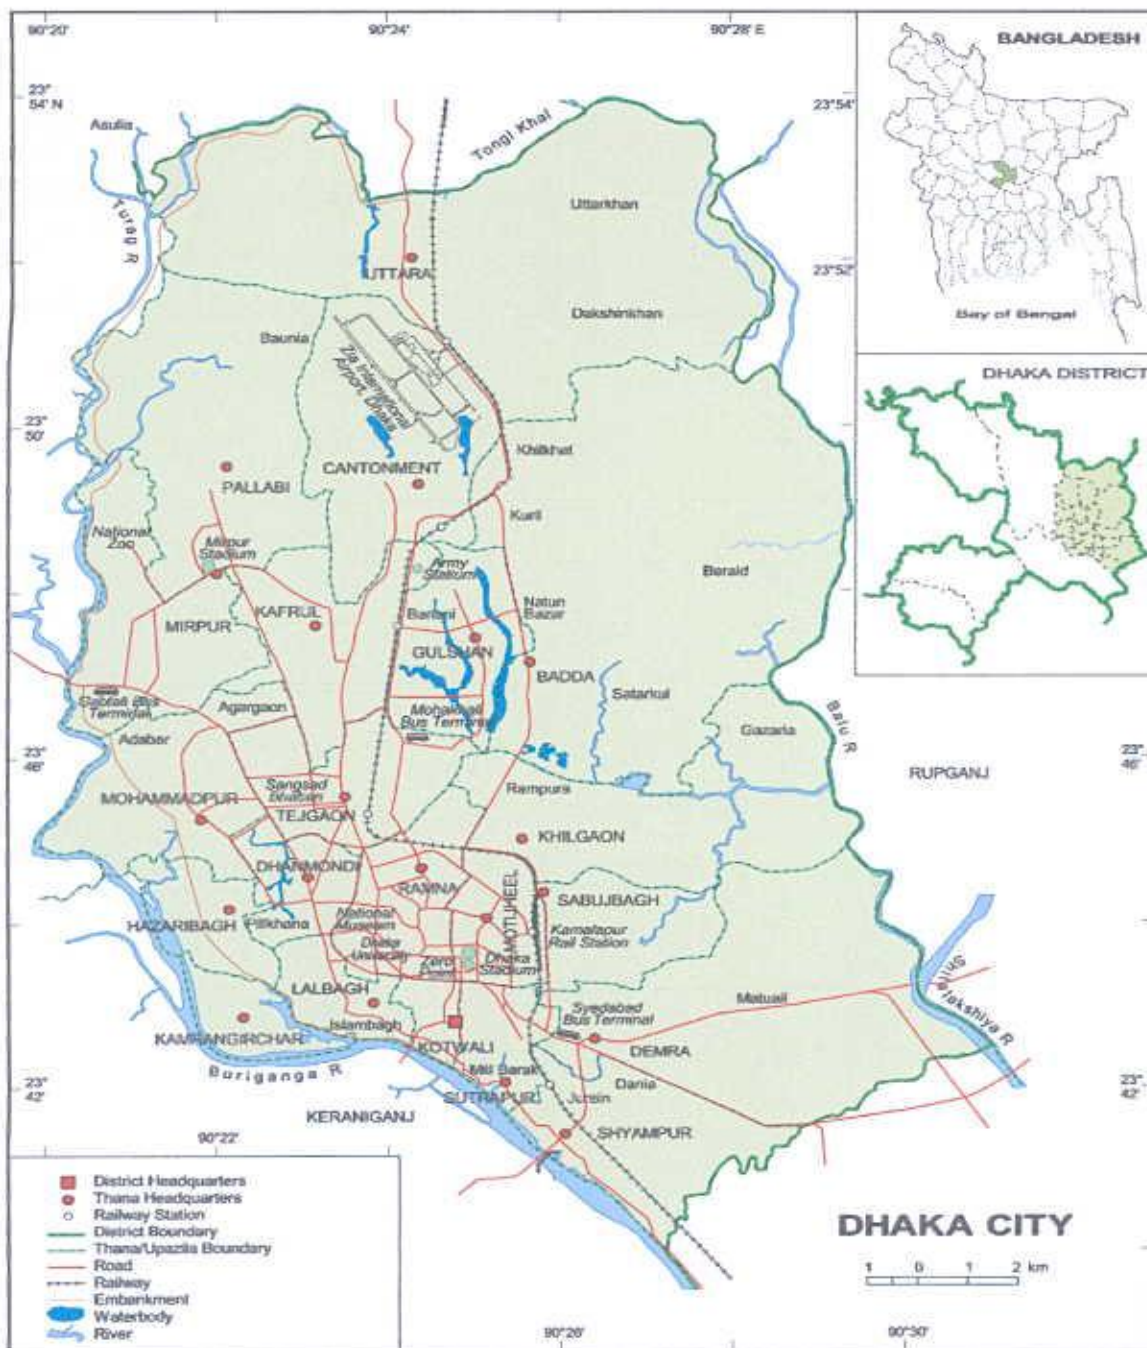 90°20'
90°24'
90°28' E
BANGLADESH
23°
54' N
23°54'
Asulia
Tongi Khal
Turag R
Uttarkhan
UTTARA
23°52'
Dakshinkhan
Baunia
Zia International
Airport, Dhaka
Bay of Bengal
DHAKA DISTRICT
23°
50'
Khilkhet
CANTONMENT
PALLABI
Kuril
National
Zoo
Mirpur
Stadium
Army
Stadium
Beraid
Natun
Bazar
Banani
KAFRUL
MIRPUR
GULSHAN
BADDA
Satarkul
Gabtali Bus
Terminal
Agargaon
Mohakhali
Bus Terminal
Gazaria
Balu R
Adabar
23°
46'
23°
46'
RUPGANJ
Sangsad
Bhaban
Rampura
MOHAMMADPUR
TEJGAON
KHILGAON
DHANMONDI
RAMNA
MOTIJHEEL
SABUJBAGH
HAZARIBAGH
Pilkhana
National
Museum
Kamalapur
Rail Station
Dhaka
University
Zero
Point
Dhaka
Stadium
LALBAGH
Matuail
Islambagh
Syedabad
Bus Terminal
KAMRANGIRCHAR
KOTWALI
DEMRA
Buriganga R
Mill Barak
Dania
23°
42'
23°
42'
SUTRAPUR
Jurain
KERANIGANJ
SHYAMPUR
90°22'
District Headquarters
Thana Headquarters
Railway Station
District Boundary
Thana/Upazila Boundary
Road
Railway
Embankment
Waterbody
River
DHAKA CITY
1 0 1 2 km
90°26'
90°30'